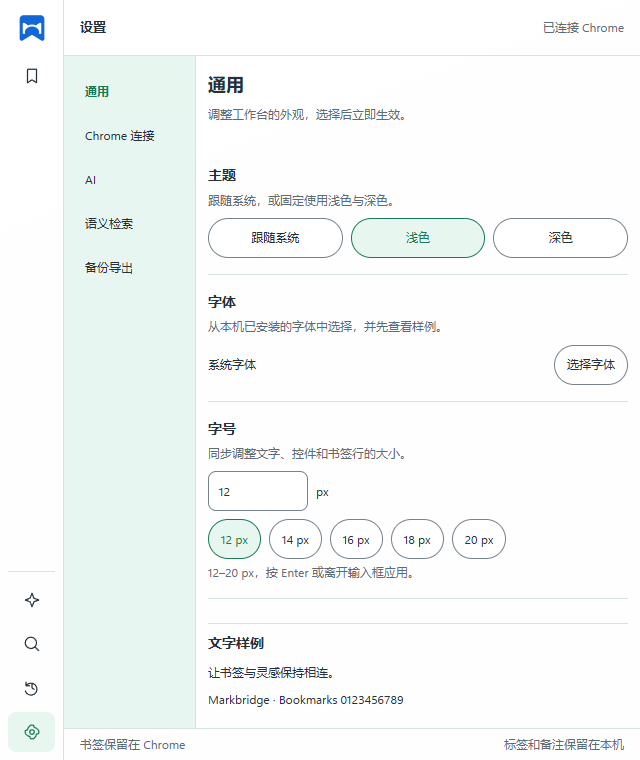 设置
已连接 Chrome
通用
Chrome 连接
AI
语义检索
备份导出
通用
调整工作台的外观，选择后立即生效。
主题
跟随系统，或固定使用浅色与深色。
跟随系统
浅色
深色
字体
从本机已安装的字体中选择，并先查看样例。
系统字体
选择字体
字号
同步调整文字、控件和书签行的大小。
12
px
12 px
14 px
16 px
18 px
20 px
12–20 px，按 Enter 或离开输入框应用。
文字样例
让书签与灵感保持相连。
Markbridge · Bookmarks 0123456789
书签保留在 Chrome
标签和备注保留在本机